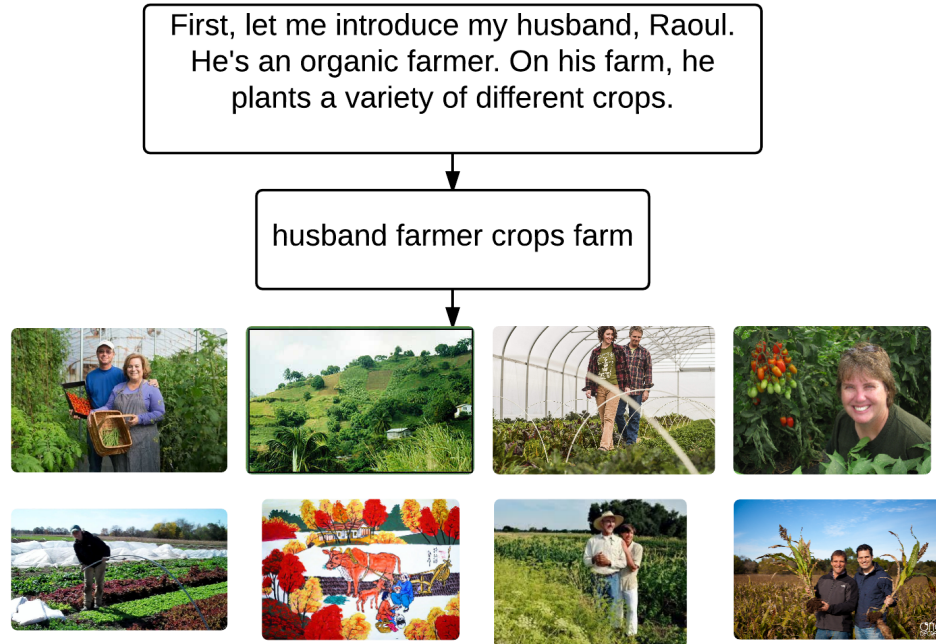 First, let me introduce my husband, Raoul.
He's an organic farmer. On his farm, he
plants a variety of different crops.
husband farmer crops farm